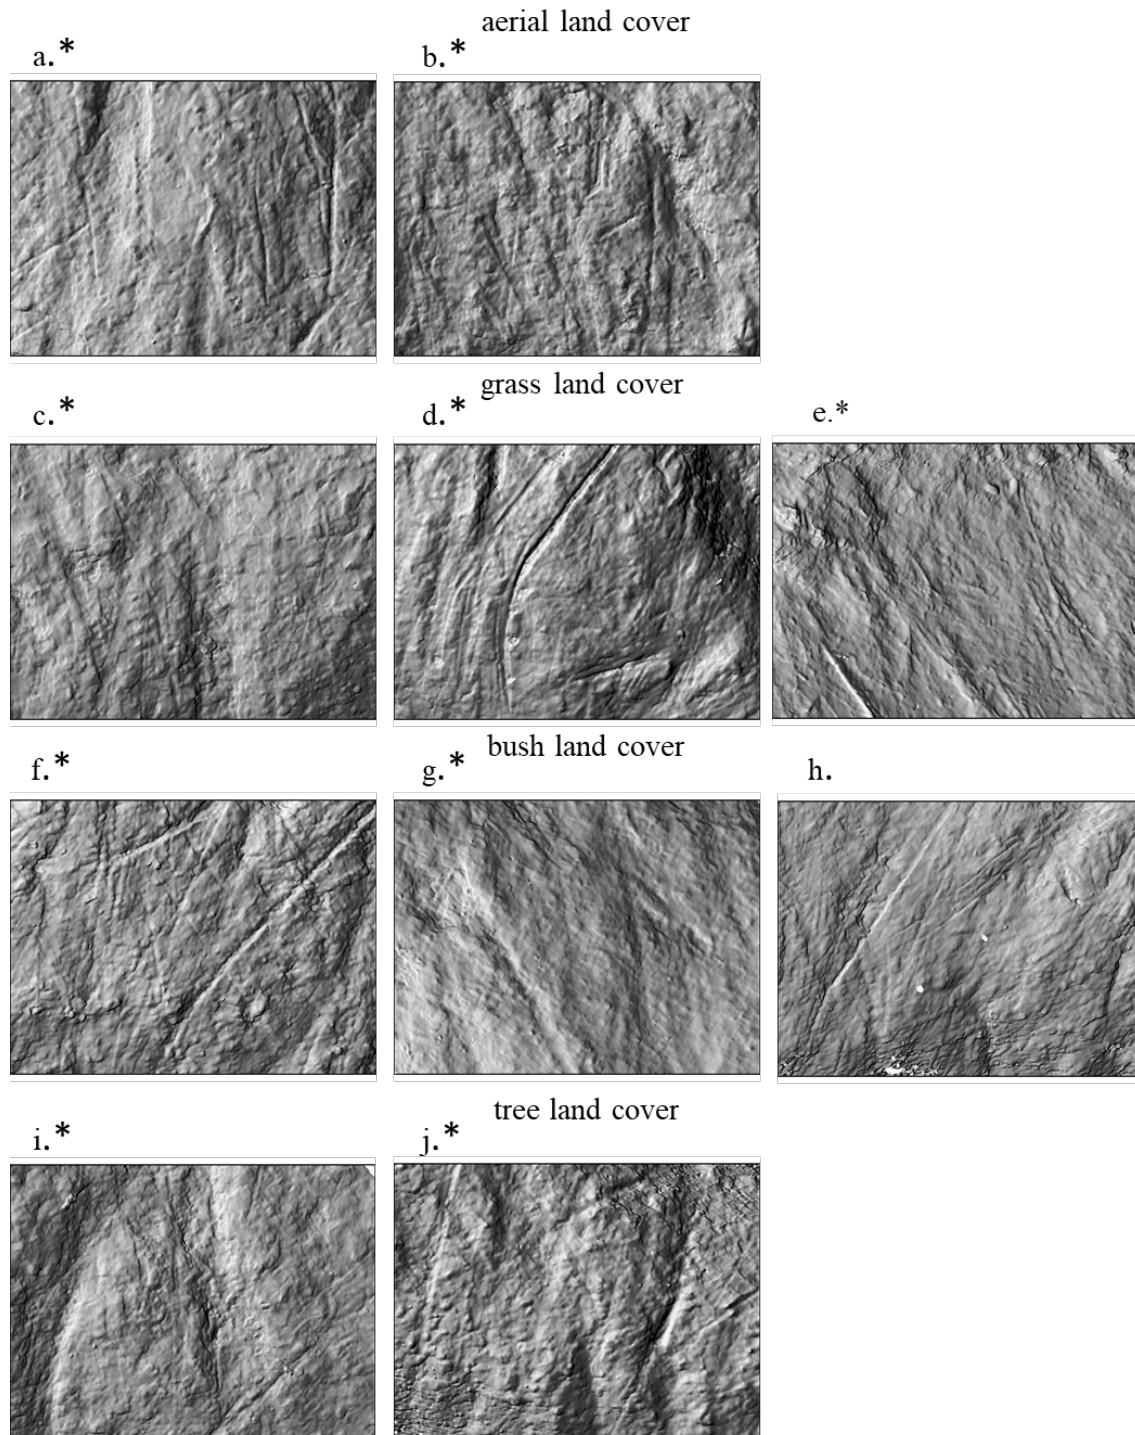 aerial land cover
a.* b.*
grass land cover
c.* d.* e.*
bush land cover
f.* g.* h.
tree land cover
i.* j.*